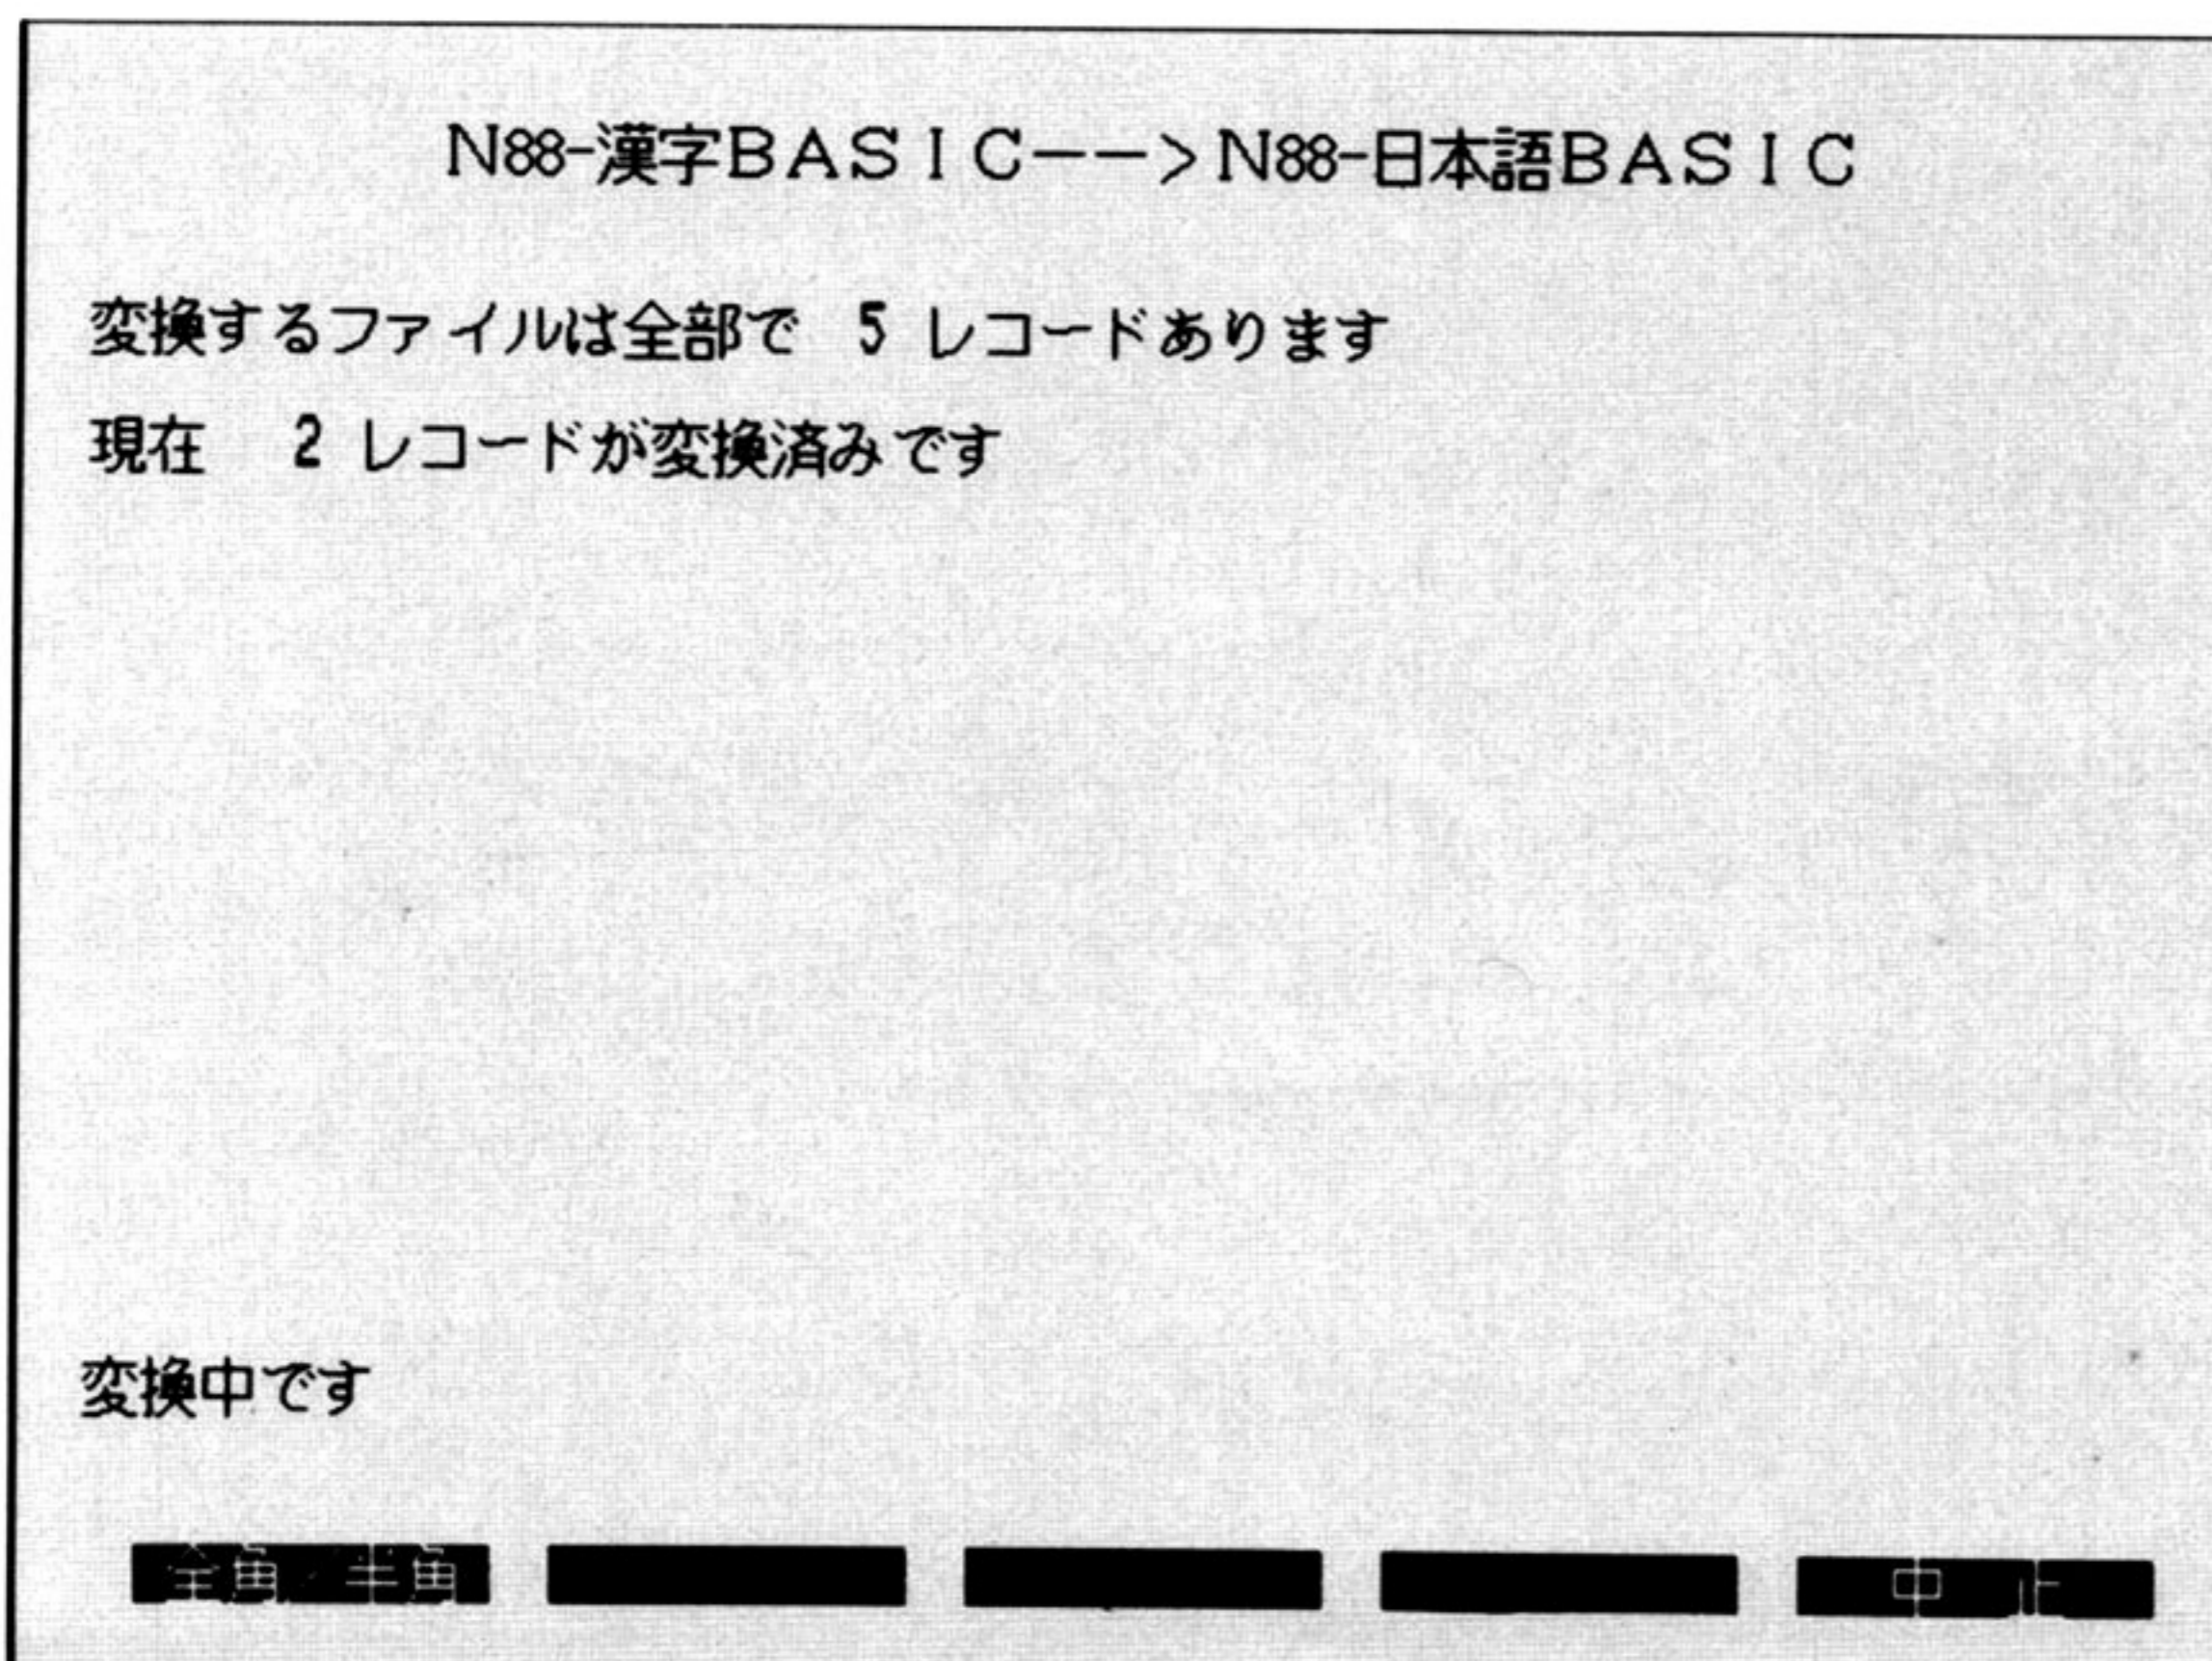 N88-漢字BASIC-->N88-日本語BASIC
変換するファイルは全部で 5 レコードあります
現在 2 レコードが変換済みです
変換中です
全角/半角 中止